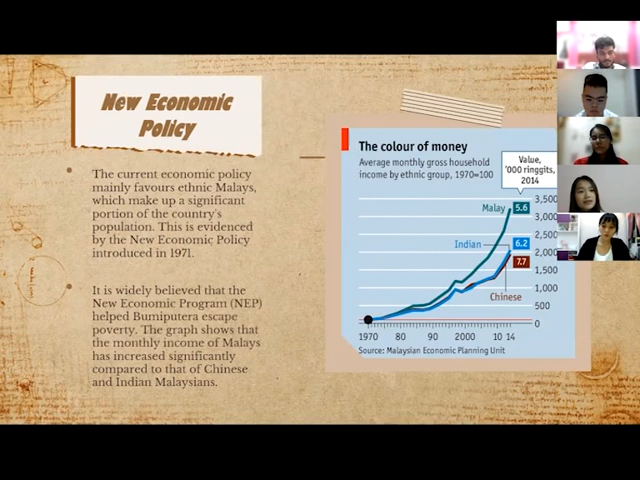 New Economic
Policy
The current economic policy
mainly favours ethnic Malays,
which make up a significant
portion of the country's
population. This is evidenced
by the New Economic Policy
introduced in 1971.
It is widely believed that the
New Economic Program (NEP)
helped Bumiputera escape
poverty. The graph shows that
the monthly income of Malays
has increased significantly
compared to that of Chinese
and Indian Malaysians.
The colour of money
Average monthly gross household
income by ethnic group, 1970=100
Value,
'000 ringgits,
2014
Malay 5.6
Indian 6.2
7.7
Chinese
3,500
3,000
2,000
1,500
1,000
500
0
1970 80 90 2000 10 14
Source: Malaysian Economic Planning Unit